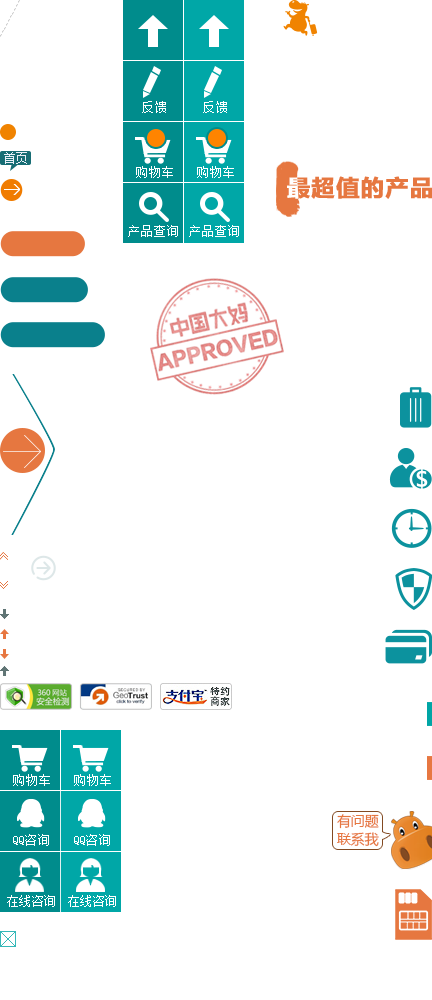 反馈
反馈
首页
购物车
购物车
最超值的产品
产品查询
产品查询
中国大妈
APPROVED
$
360网站
安全检测
SECURED BY
GeoTrust
click to verify
支付宝
特约
商家
购物车
购物车
有问题
联系我
QQ咨询
QQ咨询
在线咨询
在线咨询